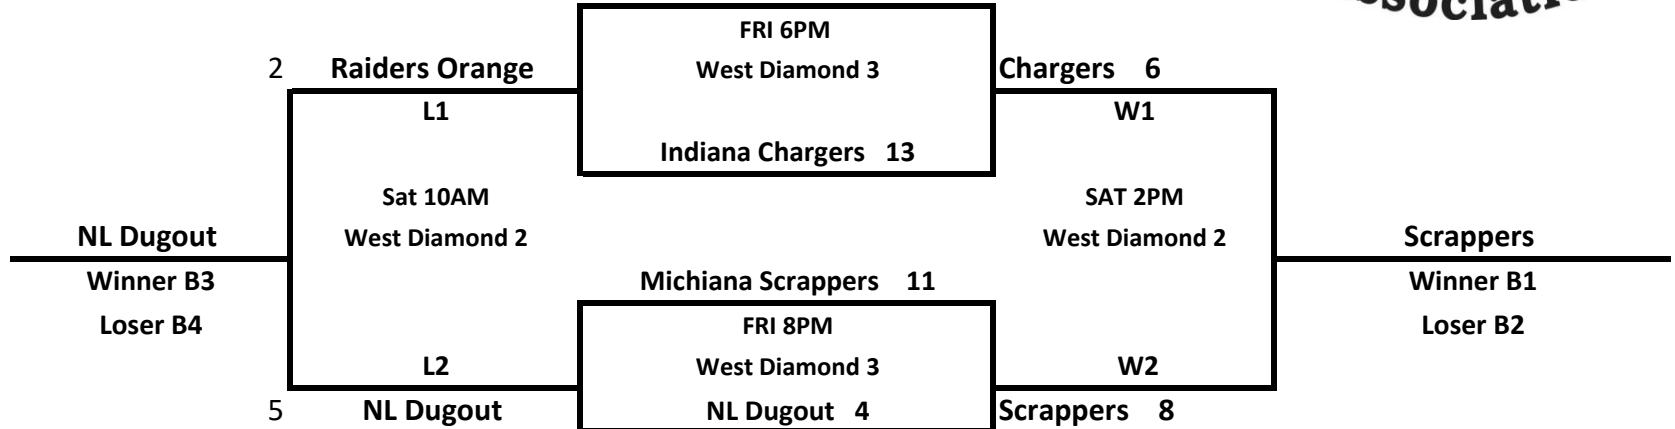 FRI 6PM
2 Raiders Orange West Diamond 3 Chargers 6
L1 W1
Indiana Chargers 13
Sat 10AM SAT 2PM
NL Dugout West Diamond 2 West Diamond 2 Scrappers
Winner B3 Michiana Scrappers 11 Winner B1
Loser B4 FRI 8PM Loser B2
L2 West Diamond 3 W2
5 NL Dugout NL Dugout 4 Scrappers 8